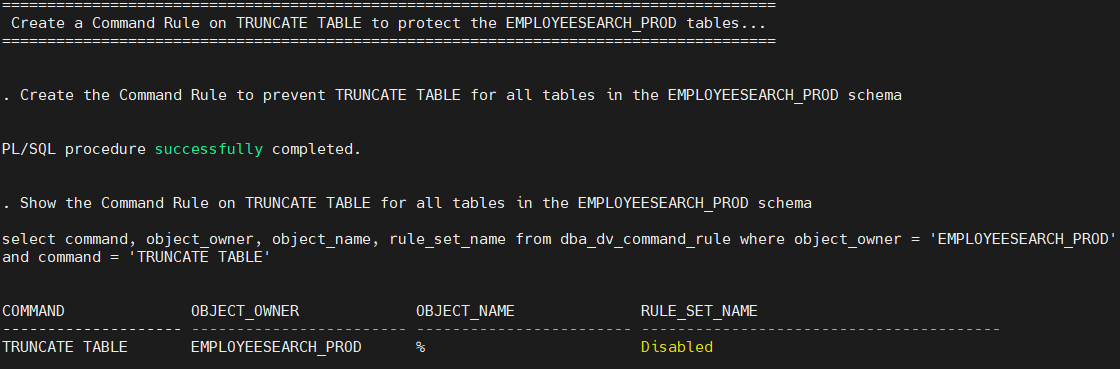 ======================================================================================
Create a Command Rule on TRUNCATE TABLE to protect the EMPLOYEESEARCH_PROD tables...
======================================================================================
. Create the Command Rule to prevent TRUNCATE TABLE for all tables in the EMPLOYEESEARCH_PROD schema
PL/SQL procedure successfully completed.
. Show the Command Rule on TRUNCATE TABLE for all tables in the EMPLOYEESEARCH_PROD schema
select command, object_owner, object_name, rule_set_name from dba_dv_command_rule where object_owner = 'EMPLOYEESEARCH_PROD'
and command = 'TRUNCATE TABLE'
COMMAND OBJECT_OWNER OBJECT_NAME RULE_SET_NAME
-------------------- ------------------------ ------------------------ ----------------------------------------
TRUNCATE TABLE EMPLOYEESEARCH_PROD % Disabled